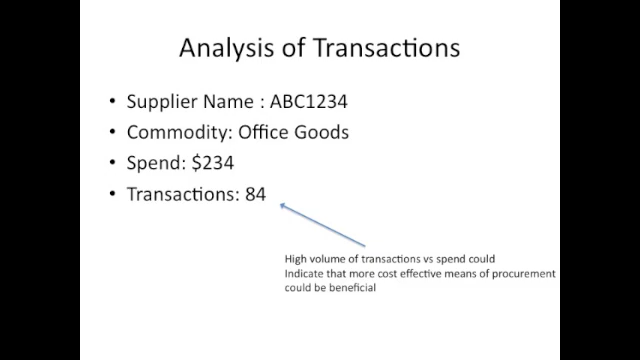 Analysis of Transactions
• Supplier Name : ABC1234
• Commodity: Office Goods
• Spend: $234
• Transactions: 84
High volume of transactions vs spend could
Indicate that more cost effective means of procurement
could be beneficial